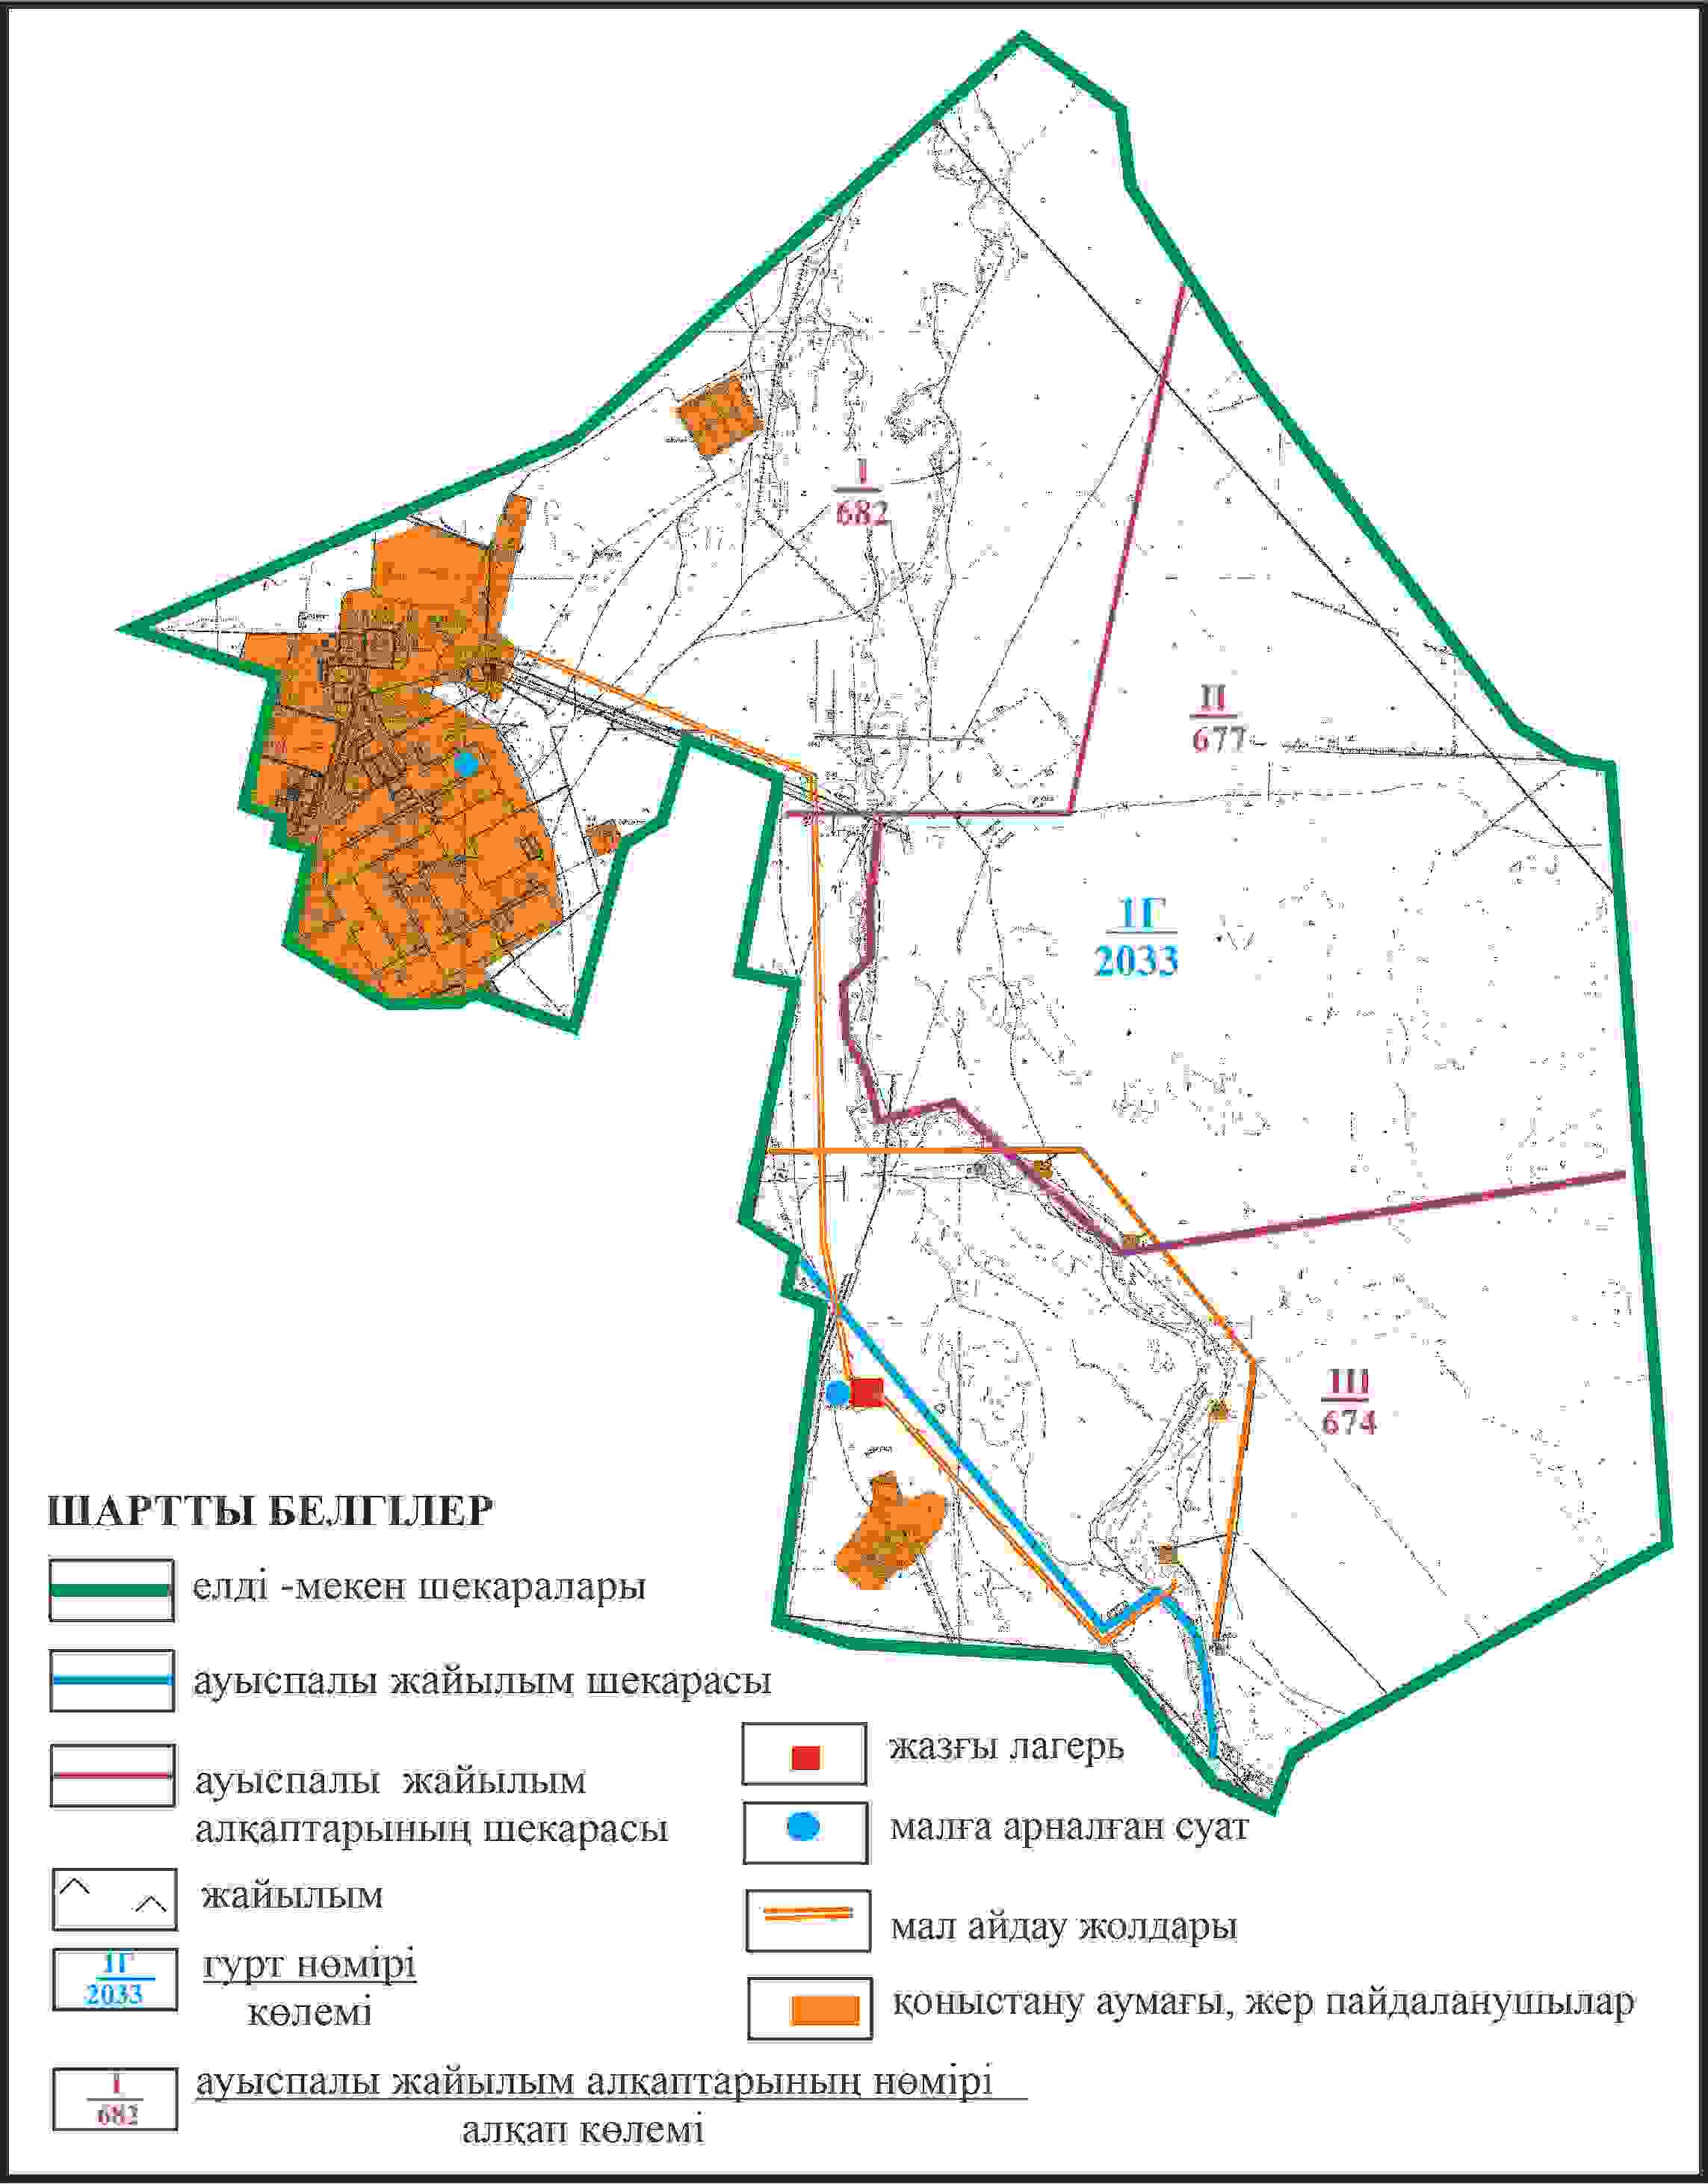 I
682
II
677
1Г
2033
III
674
ШАРТТЫ БЕЛГІЛЕР
елді -мекен шекаралары
ауыспалы жайылым шекарасы
ауыспалы жайылым
алқаптарының шекарасы
жайылым
1Г
2033
гурт нөмірі
көлемі
I
682
ауыспалы жайылым алқаптарының нөмірі
алқап көлемі
жазғы лагерь
малға арналған суат
мал айдау жолдары
қоныстану аумағы, жер пайдаланушылар